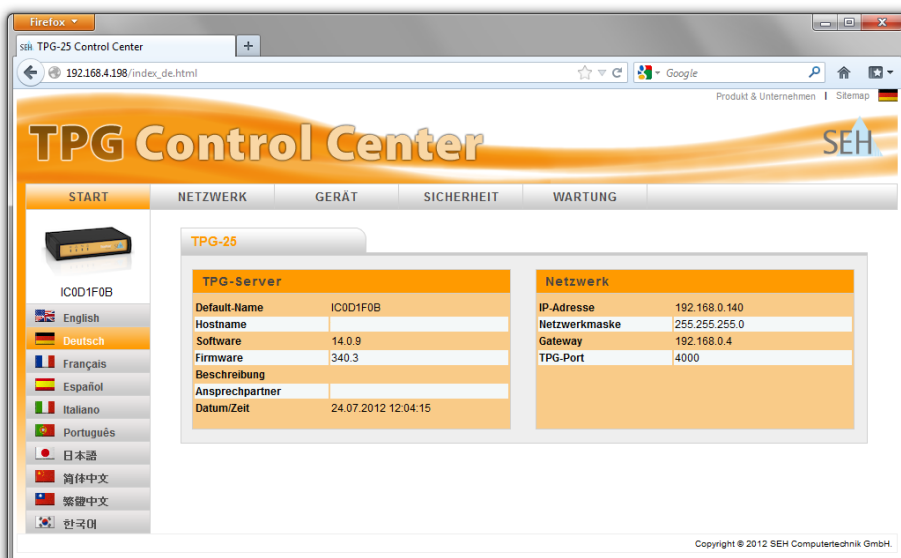 Firefox
SEH TPG-25 Control Center
192.168.4.198/index_de.html
Google
Produkt & Unternehmen | Sitemap
TPG Control Center
SEH
START NETZWERK GERÄT SICHERHEIT WARTUNG
IC0D1F0B
English
Deutsch
Français
Español
Italiano
Português
日本語
简体中文
繁體中文
한국어
TPG-25
TPG-Server
Default-Name IC0D1F0B
Hostname
Software 14.0.9
Firmware 340.3
Beschreibung
Ansprechpartner
Datum/Zeit 24.07.2012 12:04:15
Netzwerk
IP-Adresse 192.168.0.140
Netzwerkmaske 255.255.255.0
Gateway 192.168.0.4
TPG-Port 4000
Copyright © 2012 SEH Computertechnik GmbH.